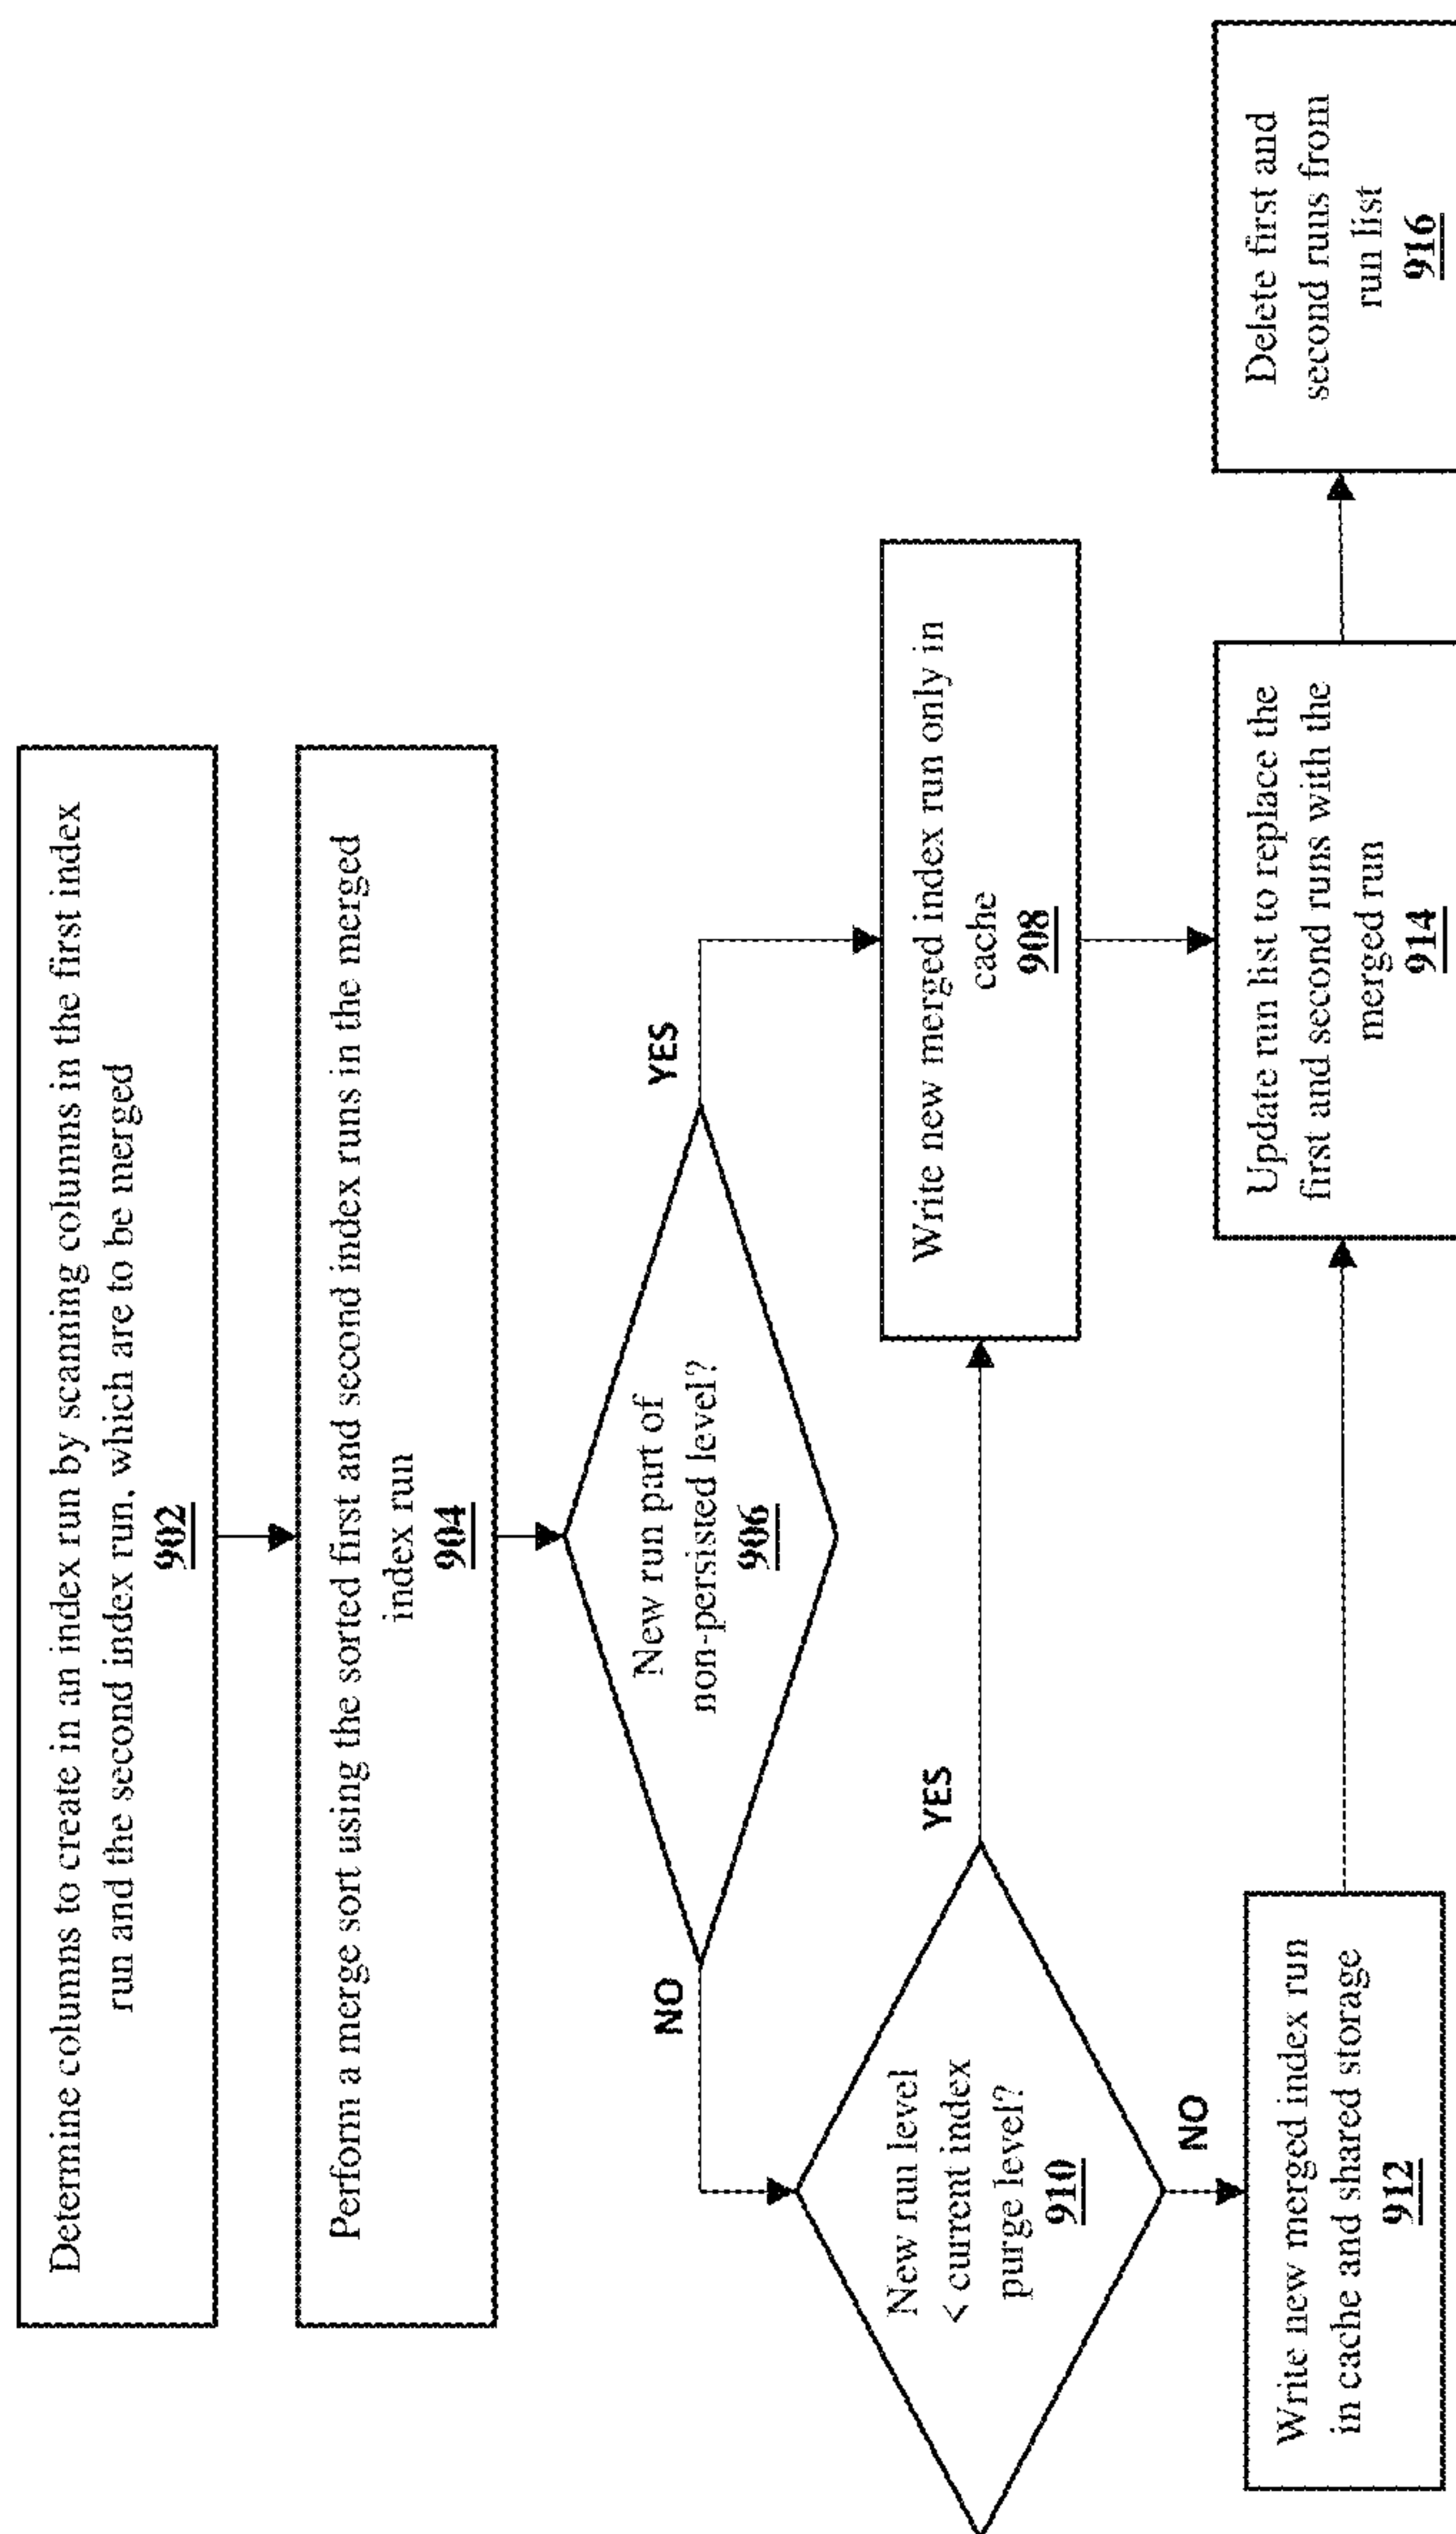 Determine columns to create in an index run by scanning columns in the first index
run and the second index run, which are to be merged
902
Perform a merge sort using the sorted first and second index runs in the merged
index run
904
New run part of
non-persisted level?
906
YES
NO
Write new merged index run only in
cache
908
New run level
< current index
purge level?
910
YES
NO
Write new merged index run
in cache and shared storage
912
Update run list to replace the
first and second runs with the
merged run
914
Delete first and
second runs from
run list
916